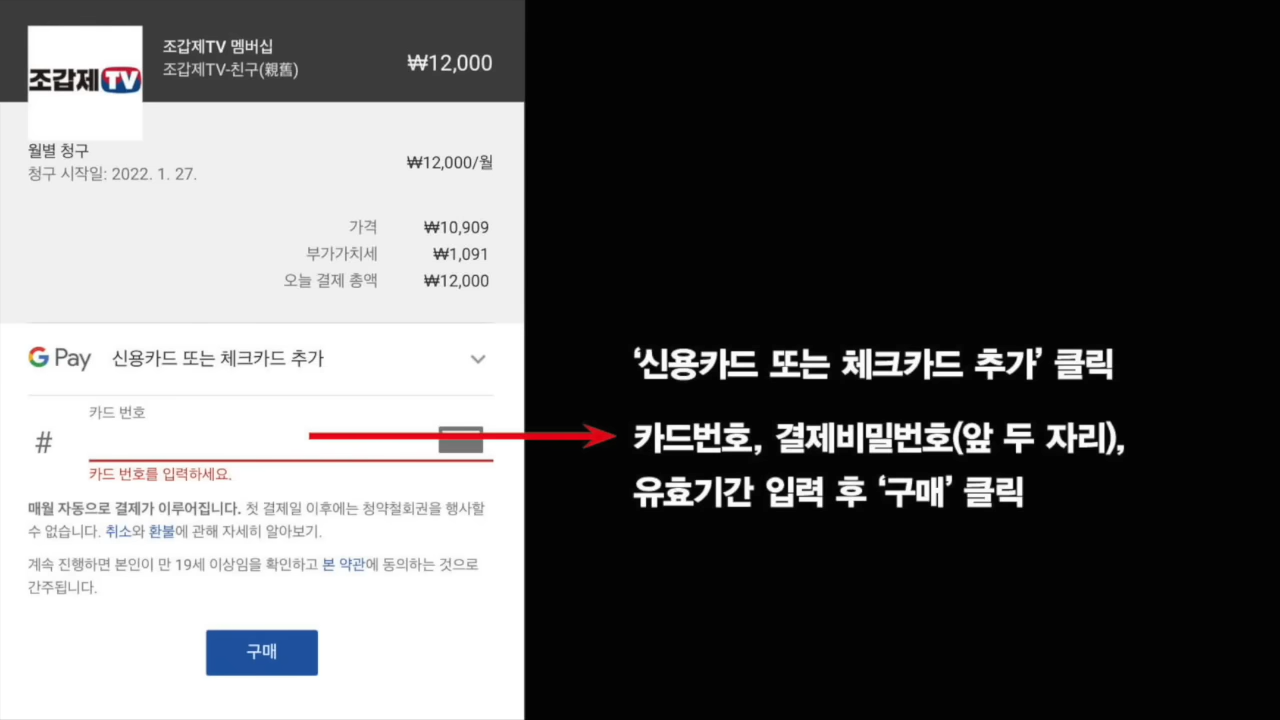 조갑제TV 멤버십
₩12,000
조갑제TV-친구(親舊)
조갑제TV
월별 청구
₩12,000/월
청구 시작일: 2022. 1. 27.
가격 ₩10,909
부가가치세 ₩1,091
오늘 결제 총액 ₩12,000
G Pay 신용카드 또는 체크카드 추가
카드 번호
#
카드 번호를 입력하세요.
매월 자동으로 결제가 이루어집니다. 첫 결제일 이후에는 청약철회권을 행사할
수 없습니다. 취소와 환불에 관해 자세히 알아보기.
계속 진행하면 본인이 만 19세 이상임을 확인하고 본 약관에 동의하는 것으로
간주됩니다.
구매
‘신용카드 또는 체크카드 추가’ 클릭
카드번호, 결제비밀번호(앞 두 자리),
유효기간 입력 후 ‘구매’ 클릭